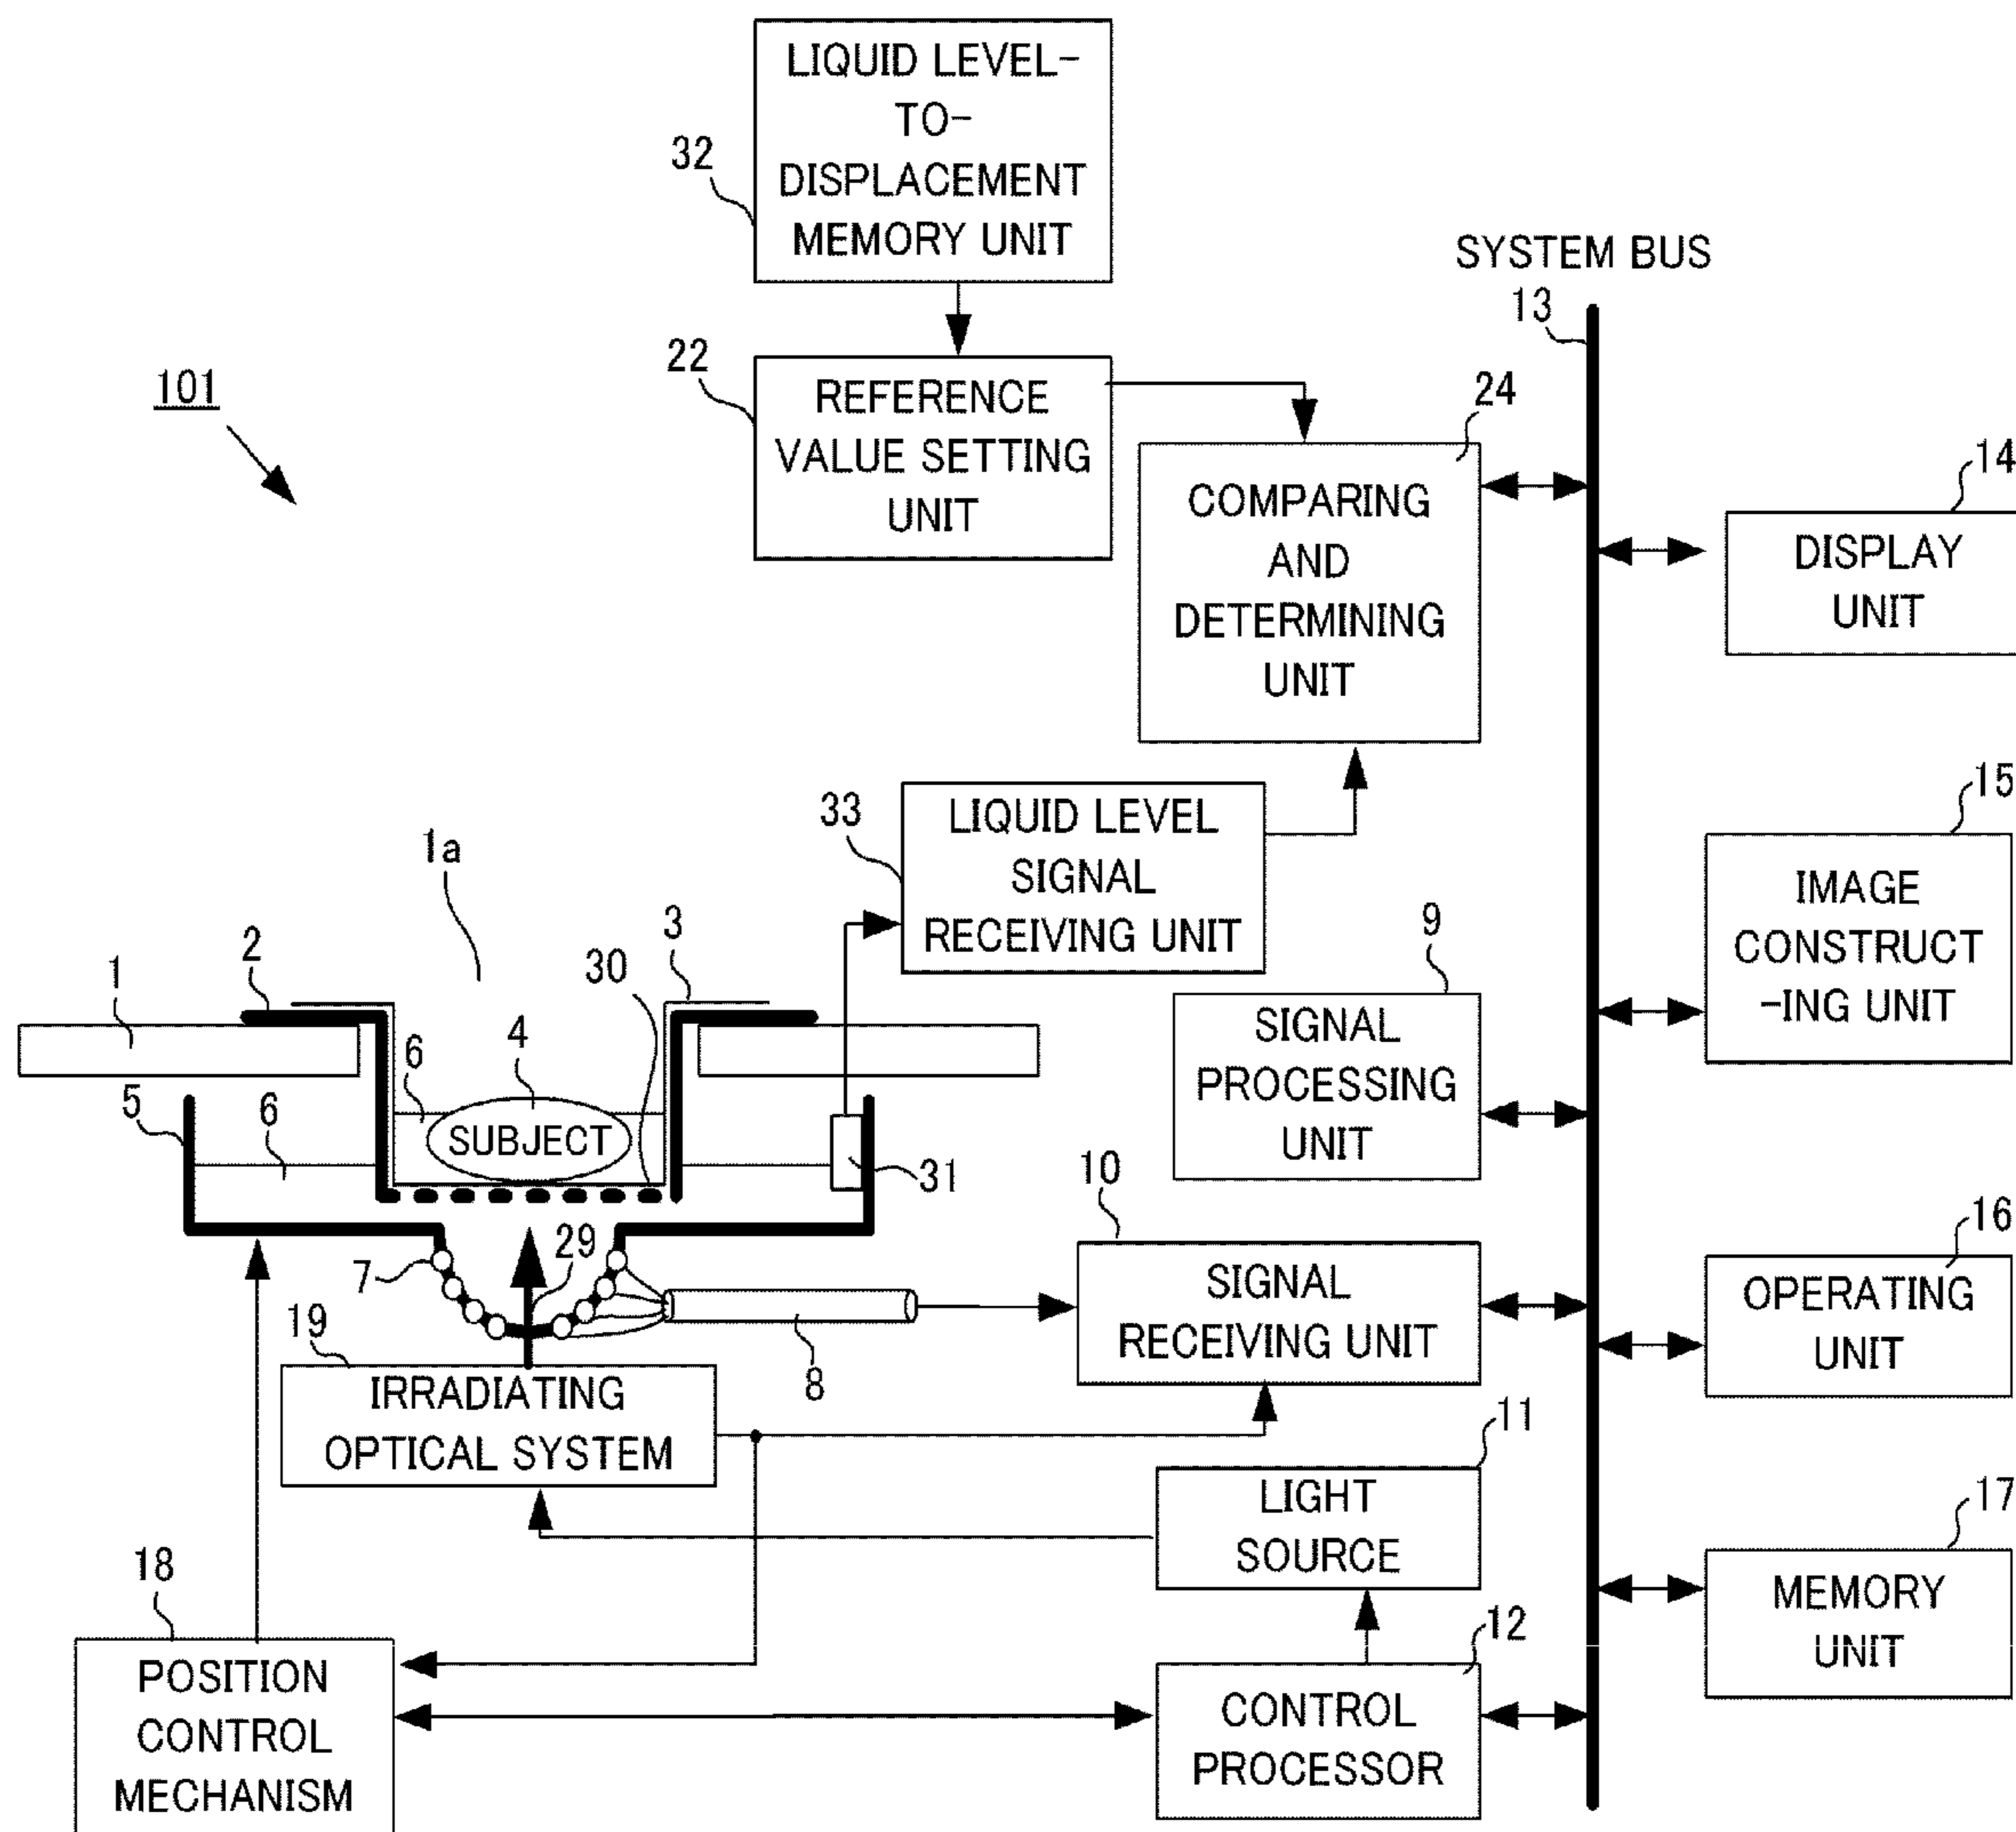 LIQUID LEVEL-
TO-
DISPLACEMENT
MEMORY UNIT
32
SYSTEM BUS
13
22
REFERENCE
VALUE SETTING
UNIT
101
24
COMPARING
AND
DETERMINING
UNIT
14
DISPLAY
UNIT
33
LIQUID LEVEL
SIGNAL
RECEIVING UNIT
15
IMAGE
CONSTRUCT
-ING UNIT
1a
1
2
3
30
4
6
5
6
SUBJECT
31
9
SIGNAL
PROCESSING
UNIT
10
SIGNAL
RECEIVING UNIT
16
OPERATING
UNIT
7
29
8
19
IRRADIATING
OPTICAL SYSTEM
11
LIGHT
SOURCE
17
MEMORY
UNIT
18
POSITION
CONTROL
MECHANISM
12
CONTROL
PROCESSOR